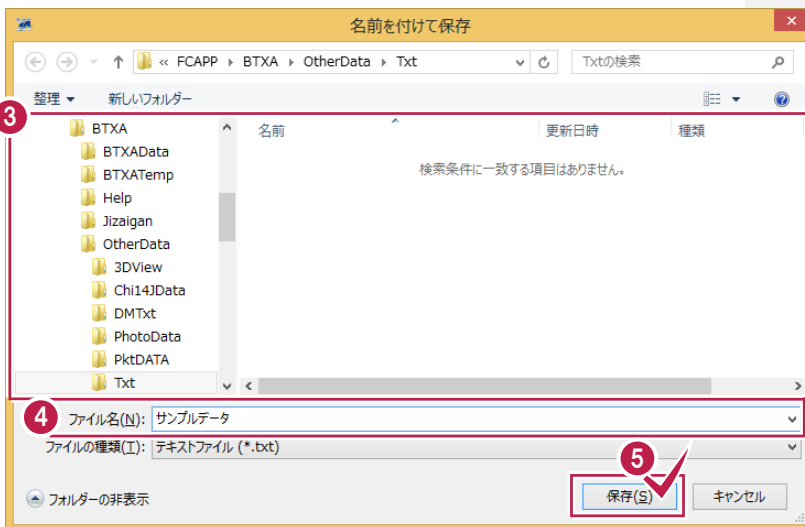 名前を付けて保存
« FCAPP ▸ BTXA ▸ OtherData ▸ Txt
Txtの検索
整理 ▼ 新しいフォルダー
3
名前 更新日時 種類
検索条件に一致する項目はありません。
BTXA
BTXAData
BTXATemp
Help
Jizaigan
OtherData
3DView
Chi14JData
DMTxt
PhotoData
PktDATA
Txt
4
ファイル名(N): サンプルデータ
ファイルの種類(T): テキストファイル (*.txt)
5
フォルダーの非表示 保存(S) キャンセル